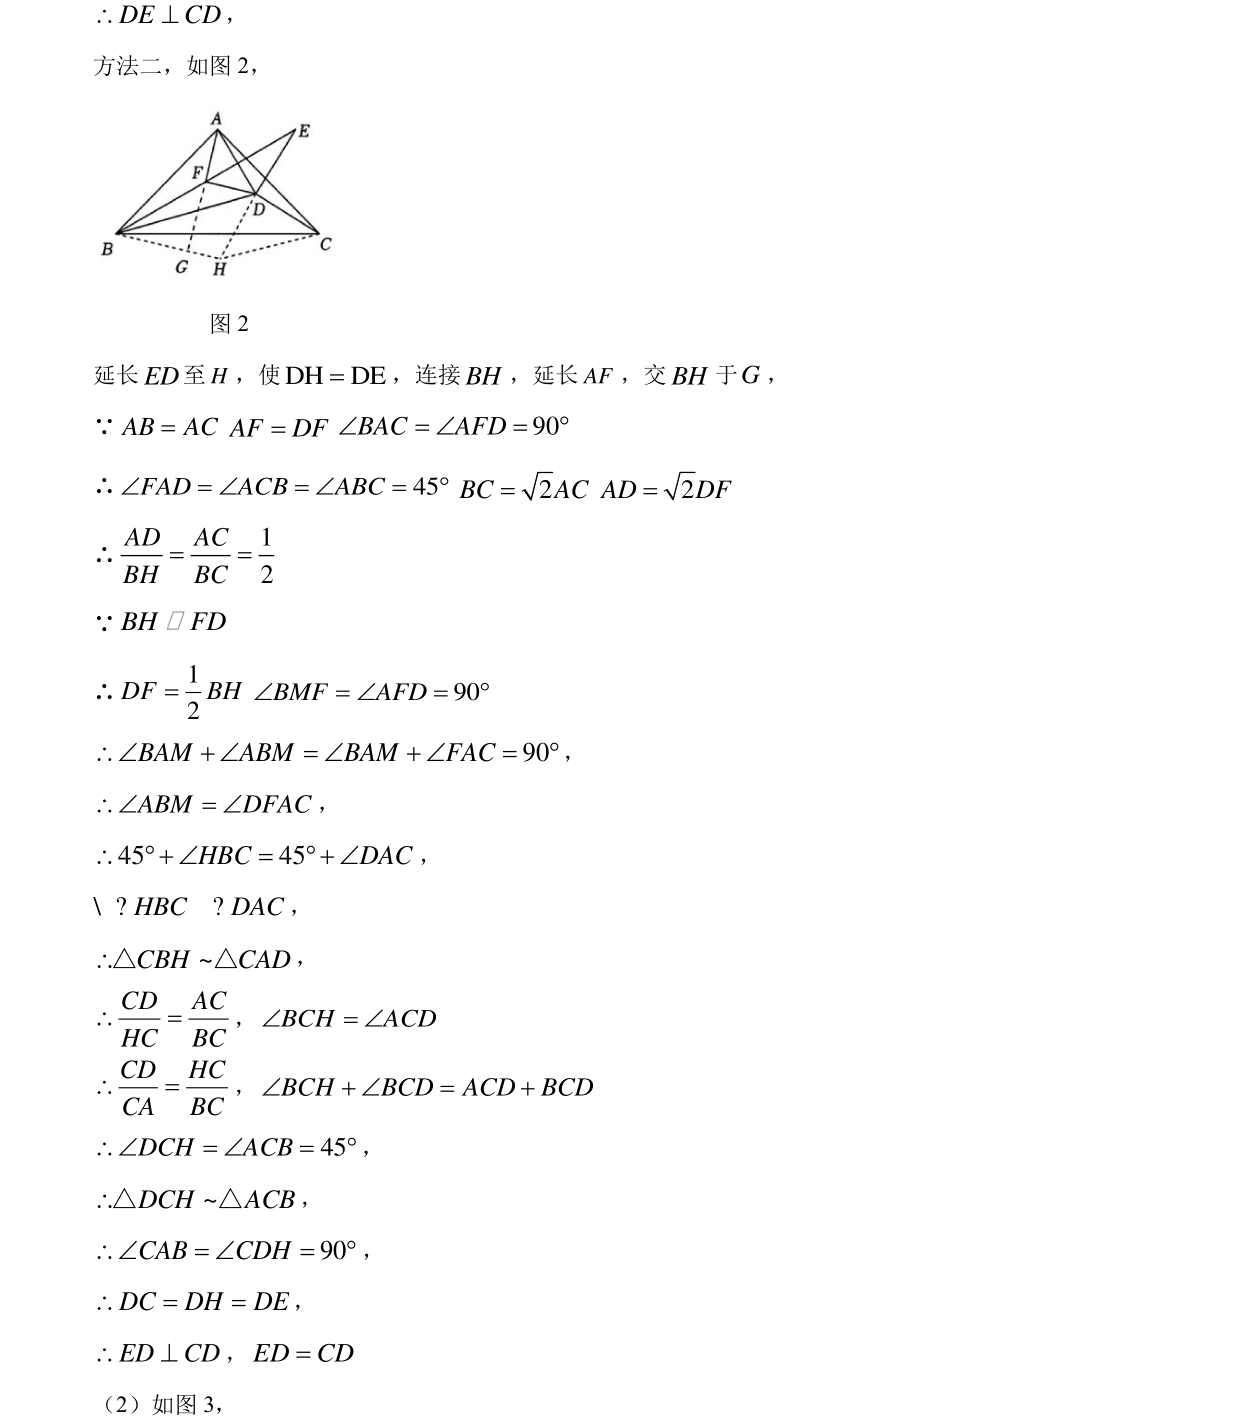 ∴DE⊥CD，
方法二，如图 2，
A
E
F
D
B
C
G
H
图 2
延长 ED 至 H ，使 DH = DE，连接 BH ，延长 AF ，交 BH 于 G ，
∵ AB = AC AF = DF ∠BAC = ∠AFD = 90°
∴ ∠FAD = ∠ACB = ∠ABC = 45° BC = √2AC AD = √2DF
∴ AD/BH = AC/BC = 1/2
∵ BH □ FD
∴ DF = 1/2 BH ∠BMF = ∠AFD = 90°
∴∠BAM + ∠ABM = ∠BAM + ∠FAC = 90°，
∴∠ABM = ∠DFAC，
∴45° + ∠HBC = 45° + ∠DAC，
\ ? HBC ? DAC，
∴△CBH ~△CAD，
∴ CD/HC = AC/BC ， ∠BCH = ∠ACD
∴ CD/CA = HC/BC ， ∠BCH + ∠BCD = ACD + BCD
∴∠DCH = ∠ACB = 45°，
∴△DCH ~△ACB，
∴∠CAB = ∠CDH = 90°，
∴DC = DH = DE，
∴ED⊥CD， ED = CD
（2）如图 3，